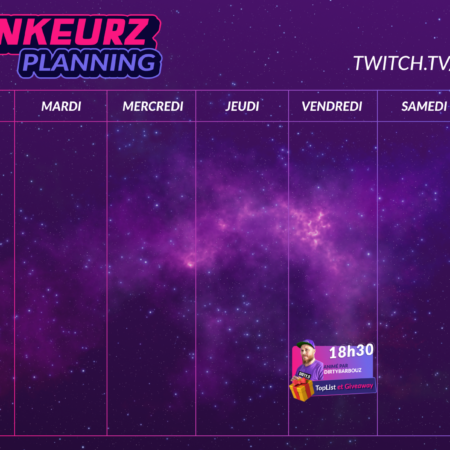 NKEURZ
PLANNING
TWITCH.TV
MARDI
MERCREDI
JEUDI
VENDREDI
SAMEDI
18h30
DIRTYBARBOUZ
TopList et Giveaway